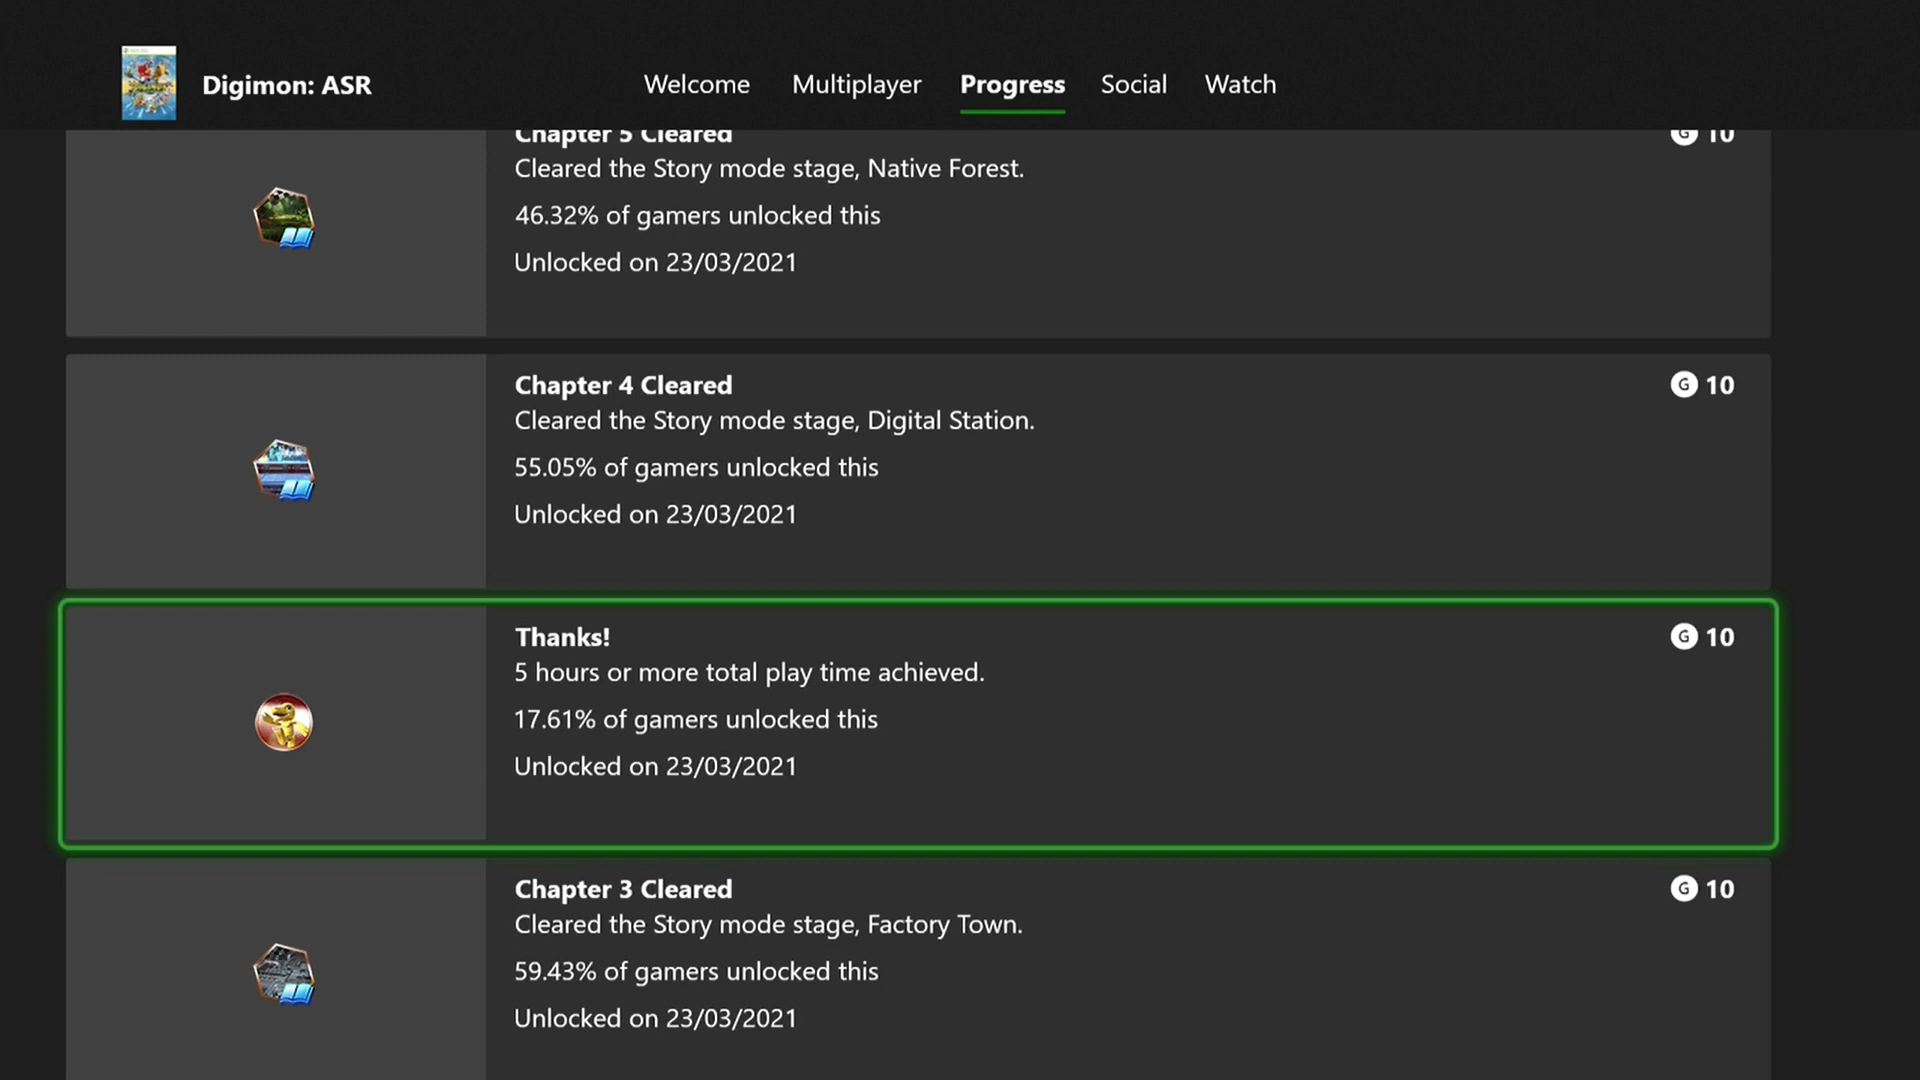 Digimon: ASR
Welcome
Multiplayer
Progress
Social
Watch
Chapter 5 Cleared
G 10
Cleared the Story mode stage, Native Forest.
46.32% of gamers unlocked this
Unlocked on 23/03/2021
Chapter 4 Cleared
G 10
Cleared the Story mode stage, Digital Station.
55.05% of gamers unlocked this
Unlocked on 23/03/2021
Thanks!
G 10
5 hours or more total play time achieved.
17.61% of gamers unlocked this
Unlocked on 23/03/2021
Chapter 3 Cleared
G 10
Cleared the Story mode stage, Factory Town.
59.43% of gamers unlocked this
Unlocked on 23/03/2021